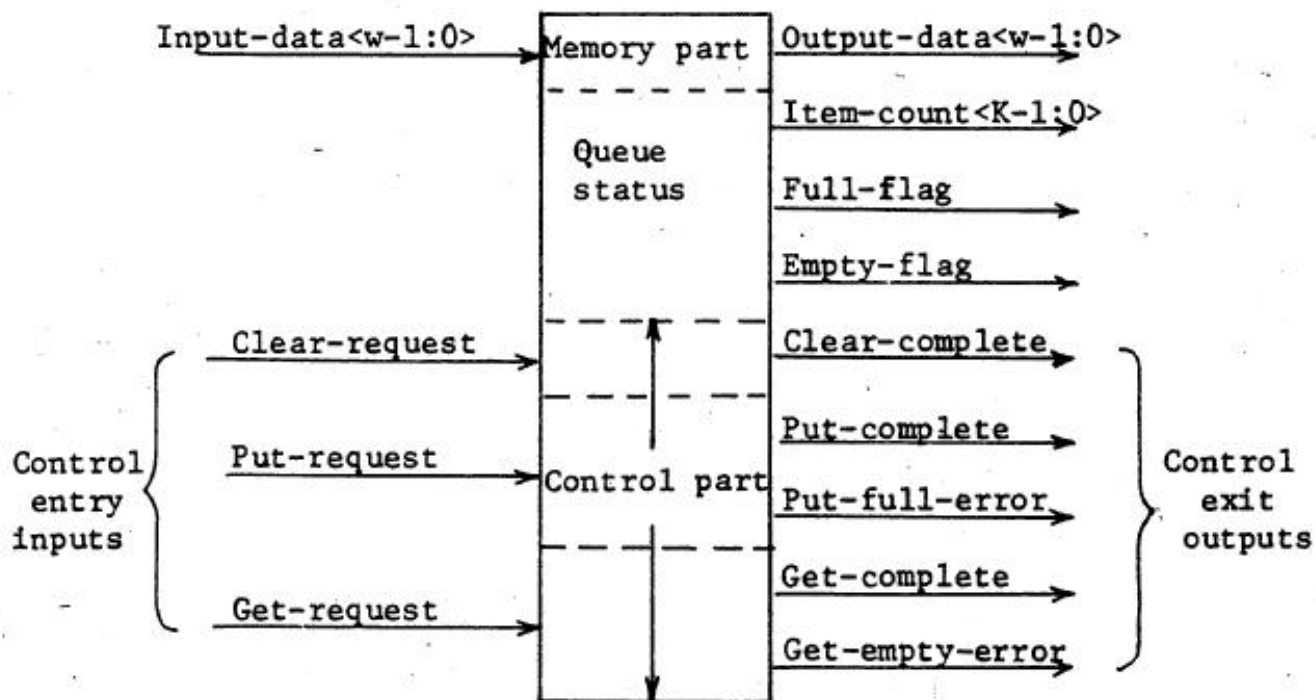 Input-data<w-1:0>
Memory part
Output-data<w-1:0>
Item-count<K-1:0>
Queue
status
Full-flag
Empty-flag
Clear-request
Clear-complete
Put-request
Put-complete
Control
entry
inputs
Control part
Put-full-error
Control
exit
outputs
Get-request
Get-complete
Get-empty-error